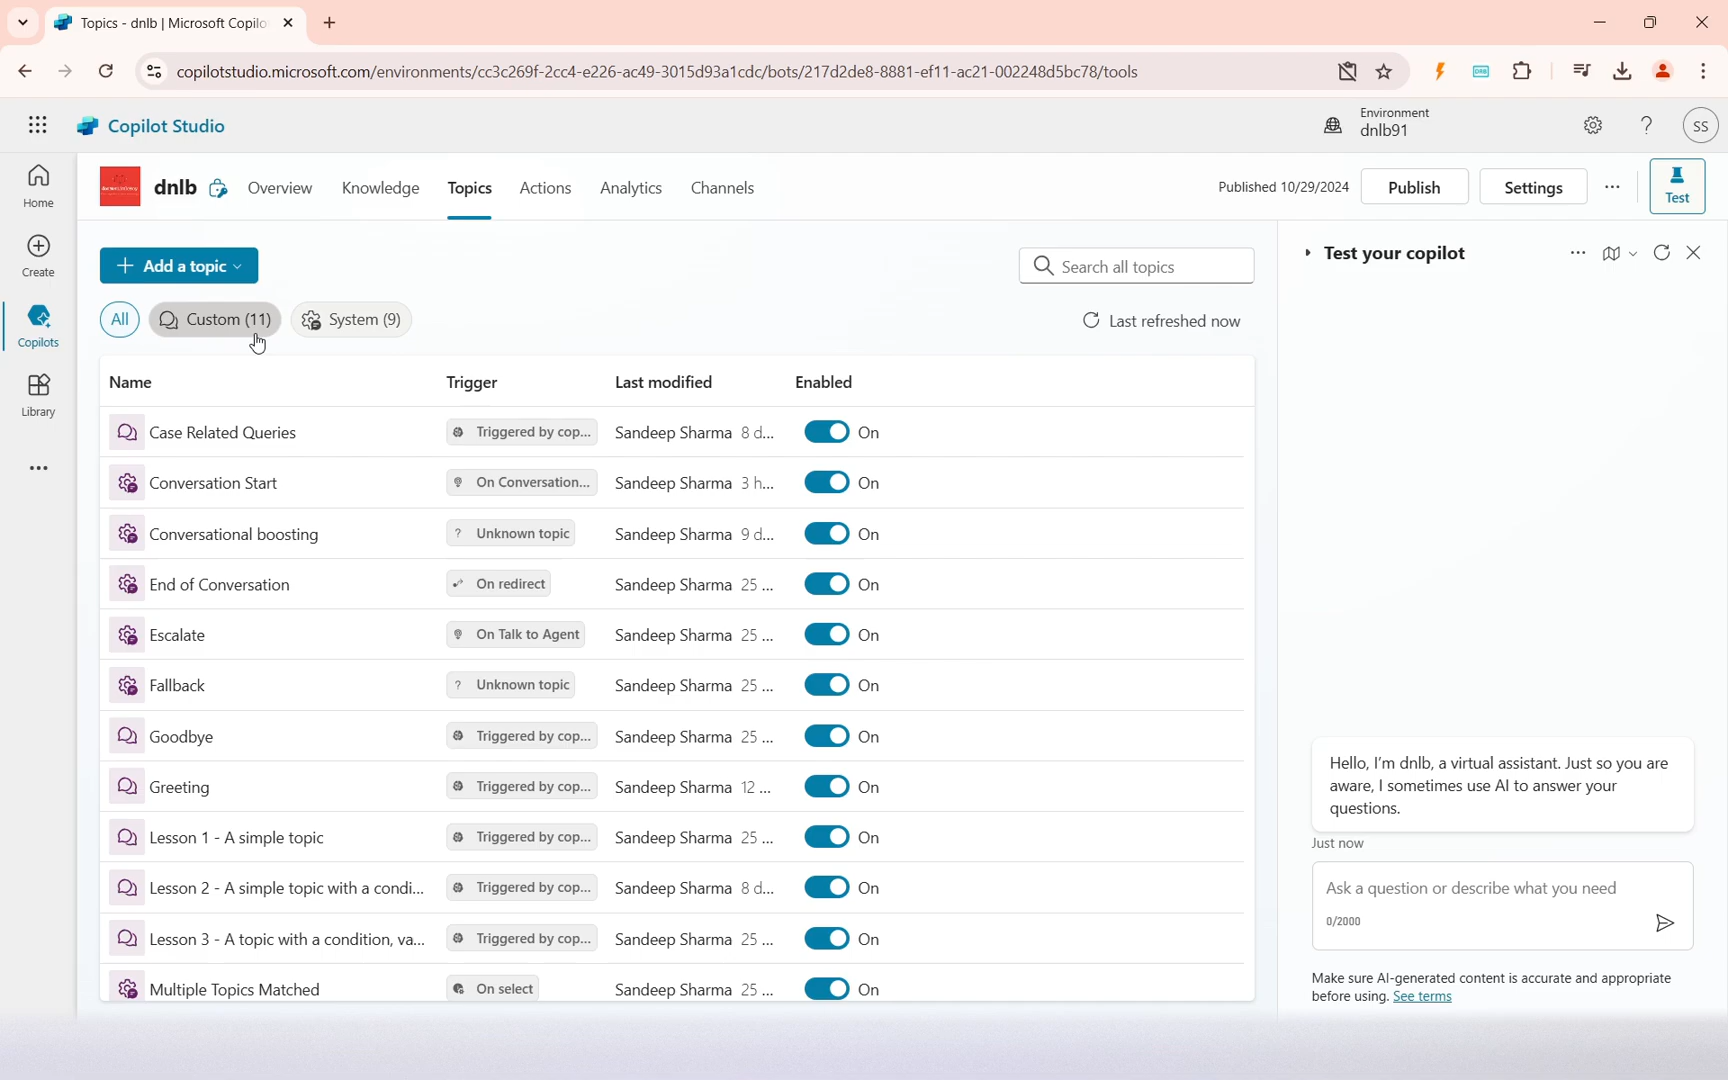 Topics - dnlb | Microsoft Copilo
copilotstudio.microsoft.com/environments/cc3c269f-2cc4-e226-ac49-3015d93a1cdc/bots/217d2de8-8881-ef11-ac21-002248d5bc78/tools
Copilot Studio
Environment
dnlb91
?
SS
Home
Create
Copilots
Library
dnlb Overview Knowledge Topics Actions Analytics Channels
Published 10/29/2024 Publish Settings
Test
Add a topic
Search all topics
All Custom (11) System (9)
Last refreshed now
Name Trigger Last modified Enabled
Case Related Queries Triggered by cop... Sandeep Sharma 8 d... On
Conversation Start On Conversation... Sandeep Sharma 3 h... On
Conversational boosting ? Unknown topic Sandeep Sharma 9 d... On
End of Conversation On redirect Sandeep Sharma 25 ... On
Escalate On Talk to Agent Sandeep Sharma 25 ... On
Fallback ? Unknown topic Sandeep Sharma 25 ... On
Goodbye Triggered by cop... Sandeep Sharma 25 ... On
Greeting Triggered by cop... Sandeep Sharma 12 ... On
Lesson 1 - A simple topic Triggered by cop... Sandeep Sharma 25 ... On
Lesson 2 - A simple topic with a condi... Triggered by cop... Sandeep Sharma 8 d... On
Lesson 3 - A topic with a condition, va... Triggered by cop... Sandeep Sharma 25 ... On
Multiple Topics Matched On select Sandeep Sharma 25 ... On
Test your copilot
Hello, I'm dnlb, a virtual assistant. Just so you are
aware, I sometimes use AI to answer your
questions.
Just now
Ask a question or describe what you need
0/2000
Make sure AI-generated content is accurate and appropriate
before using. See terms